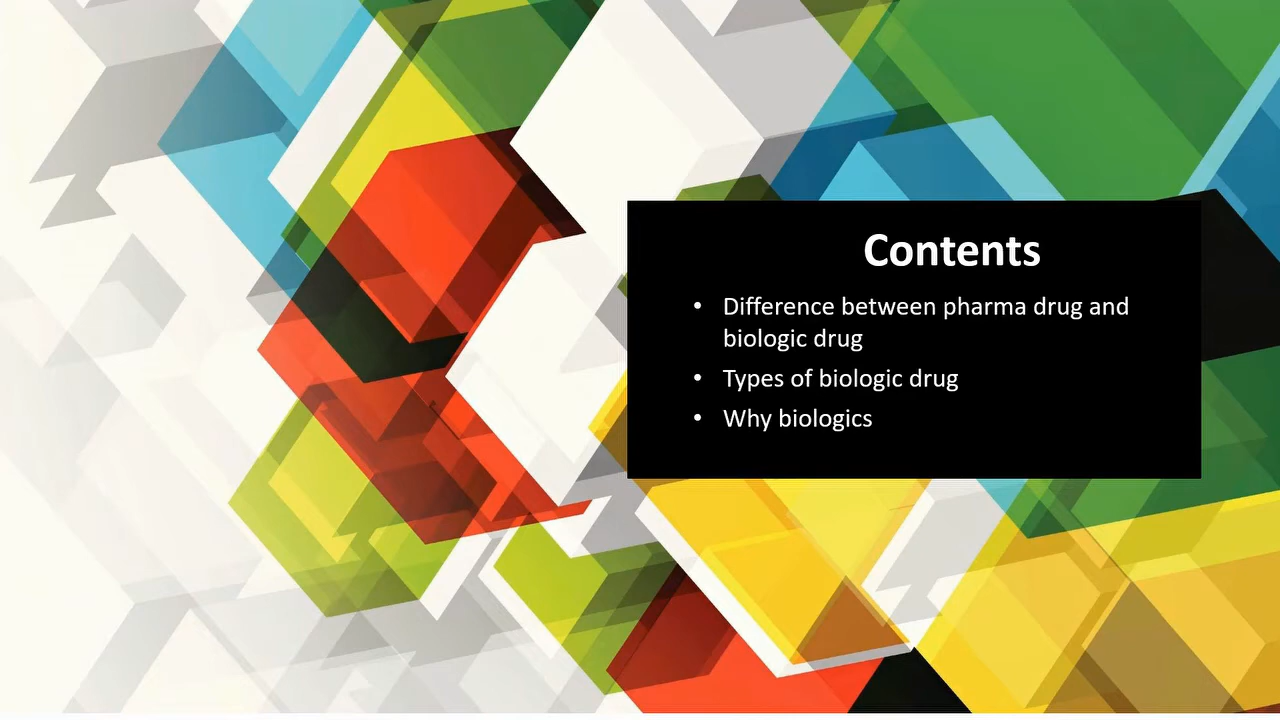 Contents
• Difference between pharma drug and
biologic drug
• Types of biologic drug
• Why biologics